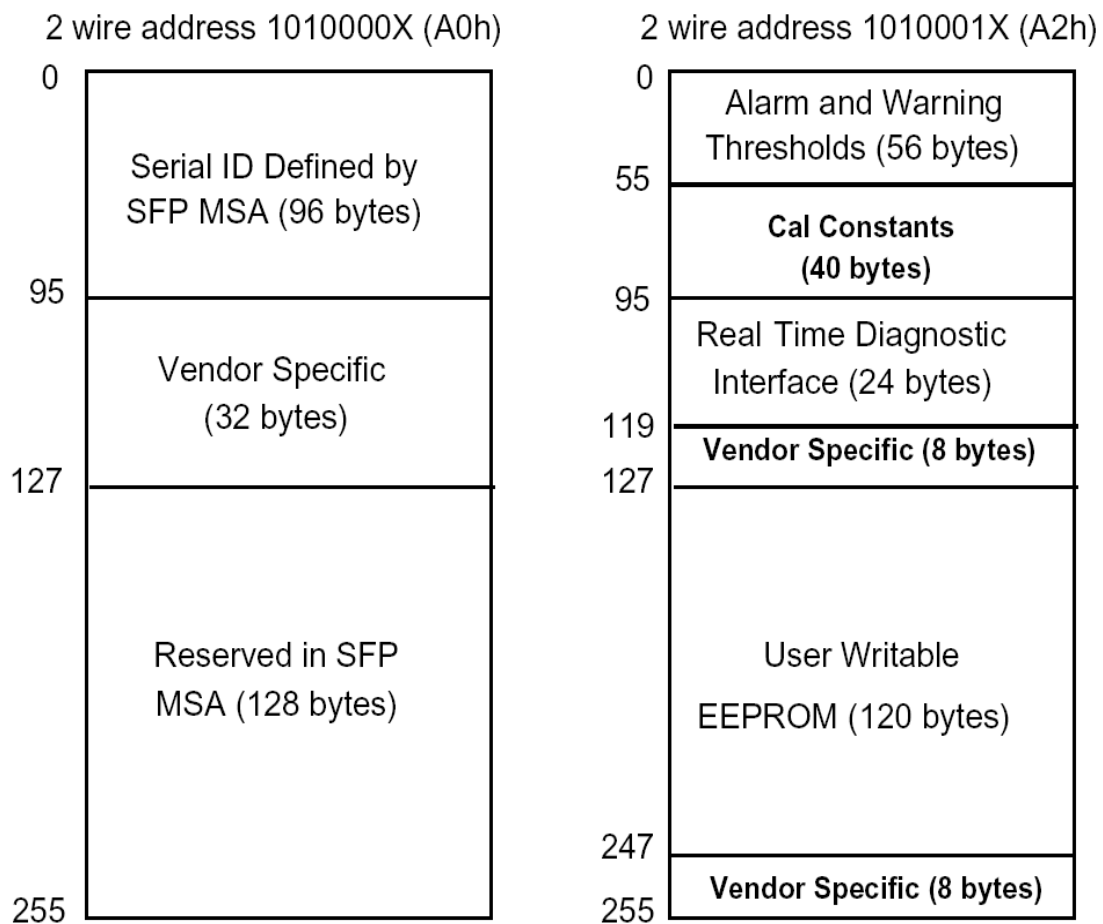 2 wire address 1010000X (A0h)
0
Serial ID Defined by
SFP MSA (96 bytes)
95
Vendor Specific
(32 bytes)
127
Reserved in SFP
MSA (128 bytes)
255
2 wire address 1010001X (A2h)
0
Alarm and Warning
Thresholds (56 bytes)
55
Cal Constants
(40 bytes)
95
Real Time Diagnostic
Interface (24 bytes)
119
Vendor Specific (8 bytes)
127
User Writable
EEPROM (120 bytes)
247
Vendor Specific (8 bytes)
255